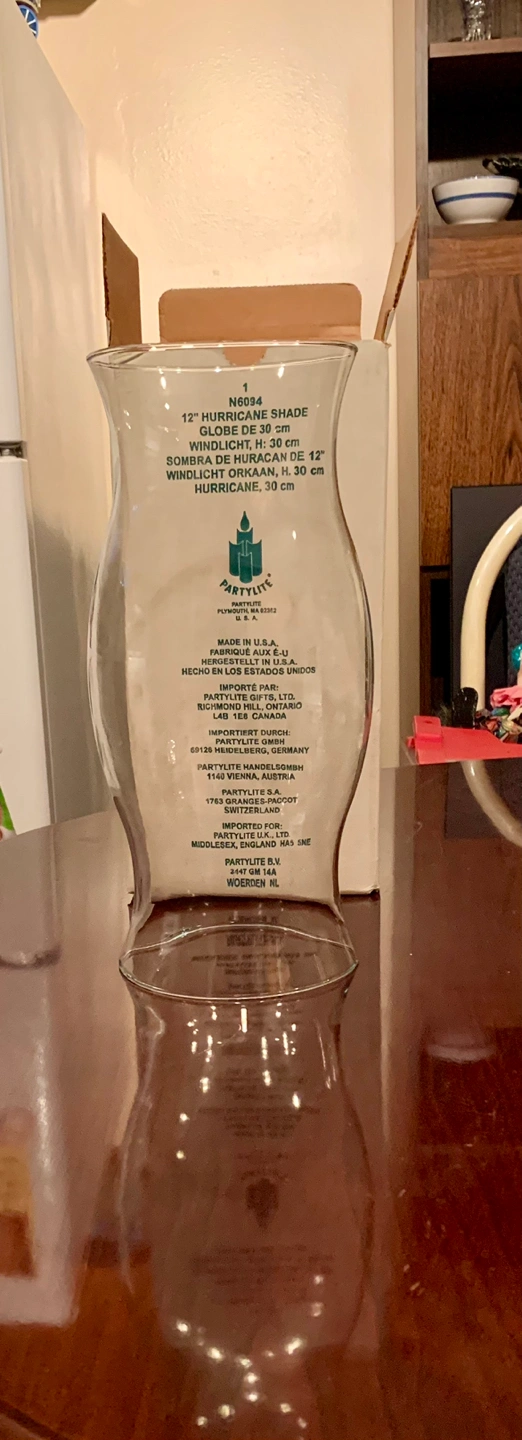 1
N6094
12" HURRICANE SHADE
GLOBE DE 30 cm
WINDLICHT, H: 30 cm
SOMBRA DE HURACAN DE 12"
WINDLICHT ORKAAN, H. 30 cm
HURRICANE, 30 cm
PARTYLITE®
PARTYLITE
PLYMOUTH, MA 02362
U. S. A.
MADE IN U.S.A.
FABRIQUÉ AUX É-U
HERGESTELLT IN U.S.A.
HECHO EN LOS ESTADOS UNIDOS
IMPORTÉ PAR:
PARTYLITE GIFTS, LTD.
RICHMOND HILL, ONTARIO
L4B 1E8 CANADA
IMPORTIERT DURCH:
PARTYLITE GMBH
69126 HEIDELBERG, GERMANY
PARTYLITE HANDELSGMBH
1140 VIENNA, AUSTRIA
PARTYLITE S.A.
1763 GRANGES-PACCOT
SWITZERLAND
IMPORTED FOR:
PARTYLITE U.K., LTD
MIDDLESEX, ENGLAND HA5 5NE
PARTYLITE B.V.
2447 GM 14A
WOERDEN NL